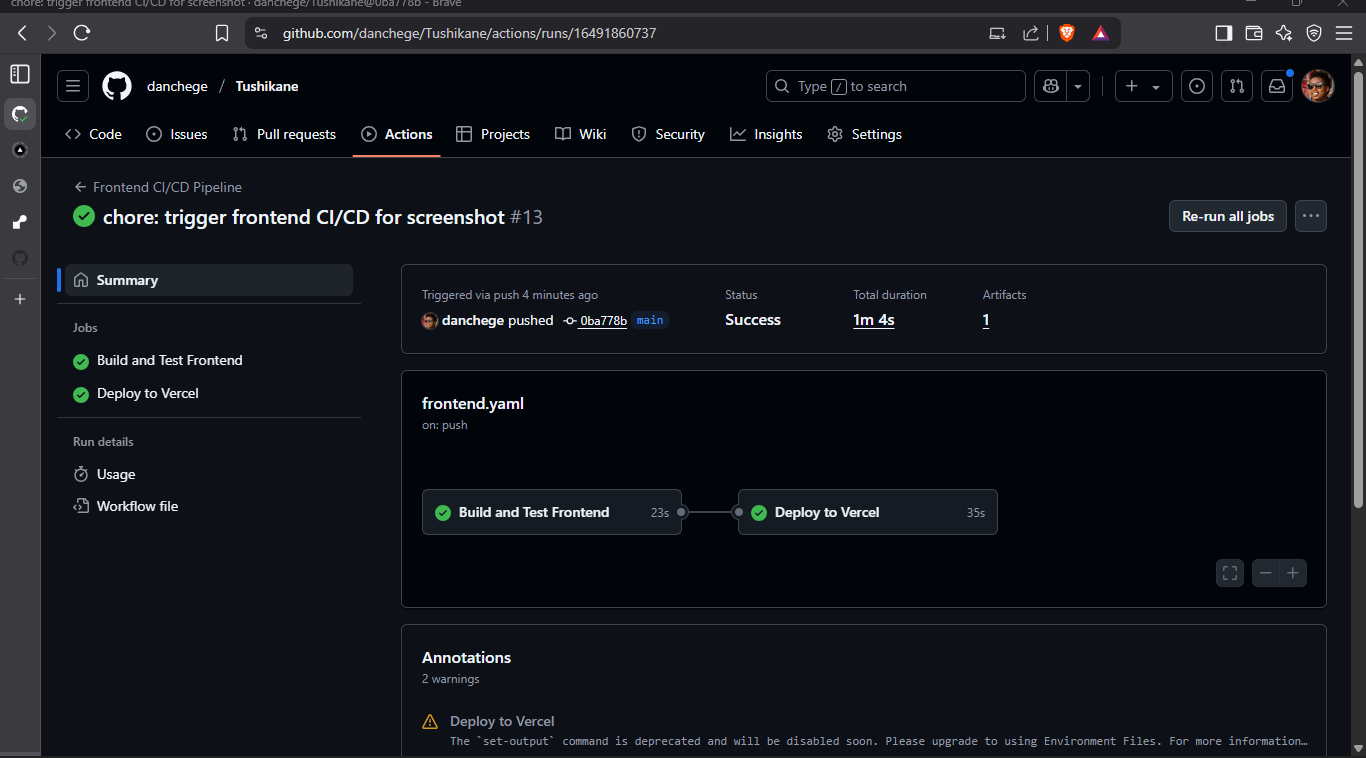 chore: trigger frontend CI/CD for screenshot · danchege/Tushikane@0ba778b - Brave
github.com/danchege/Tushikane/actions/runs/16491860737
danchege / Tushikane
Type / to search
Code Issues Pull requests Actions Projects Wiki Security Insights Settings
← Frontend CI/CD Pipeline
chore: trigger frontend CI/CD for screenshot #13
Re-run all jobs
Summary
Jobs
Build and Test Frontend
Deploy to Vercel
Run details
Usage
Workflow file
Triggered via push 4 minutes ago
danchege pushed 0ba778b main
Status
Success
Total duration
1m 4s
Artifacts
1
frontend.yaml
on: push
Build and Test Frontend 23s
Deploy to Vercel 35s
Annotations
2 warnings
Deploy to Vercel
The `set-output` command is deprecated and will be disabled soon. Please upgrade to using Environment Files. For more information…